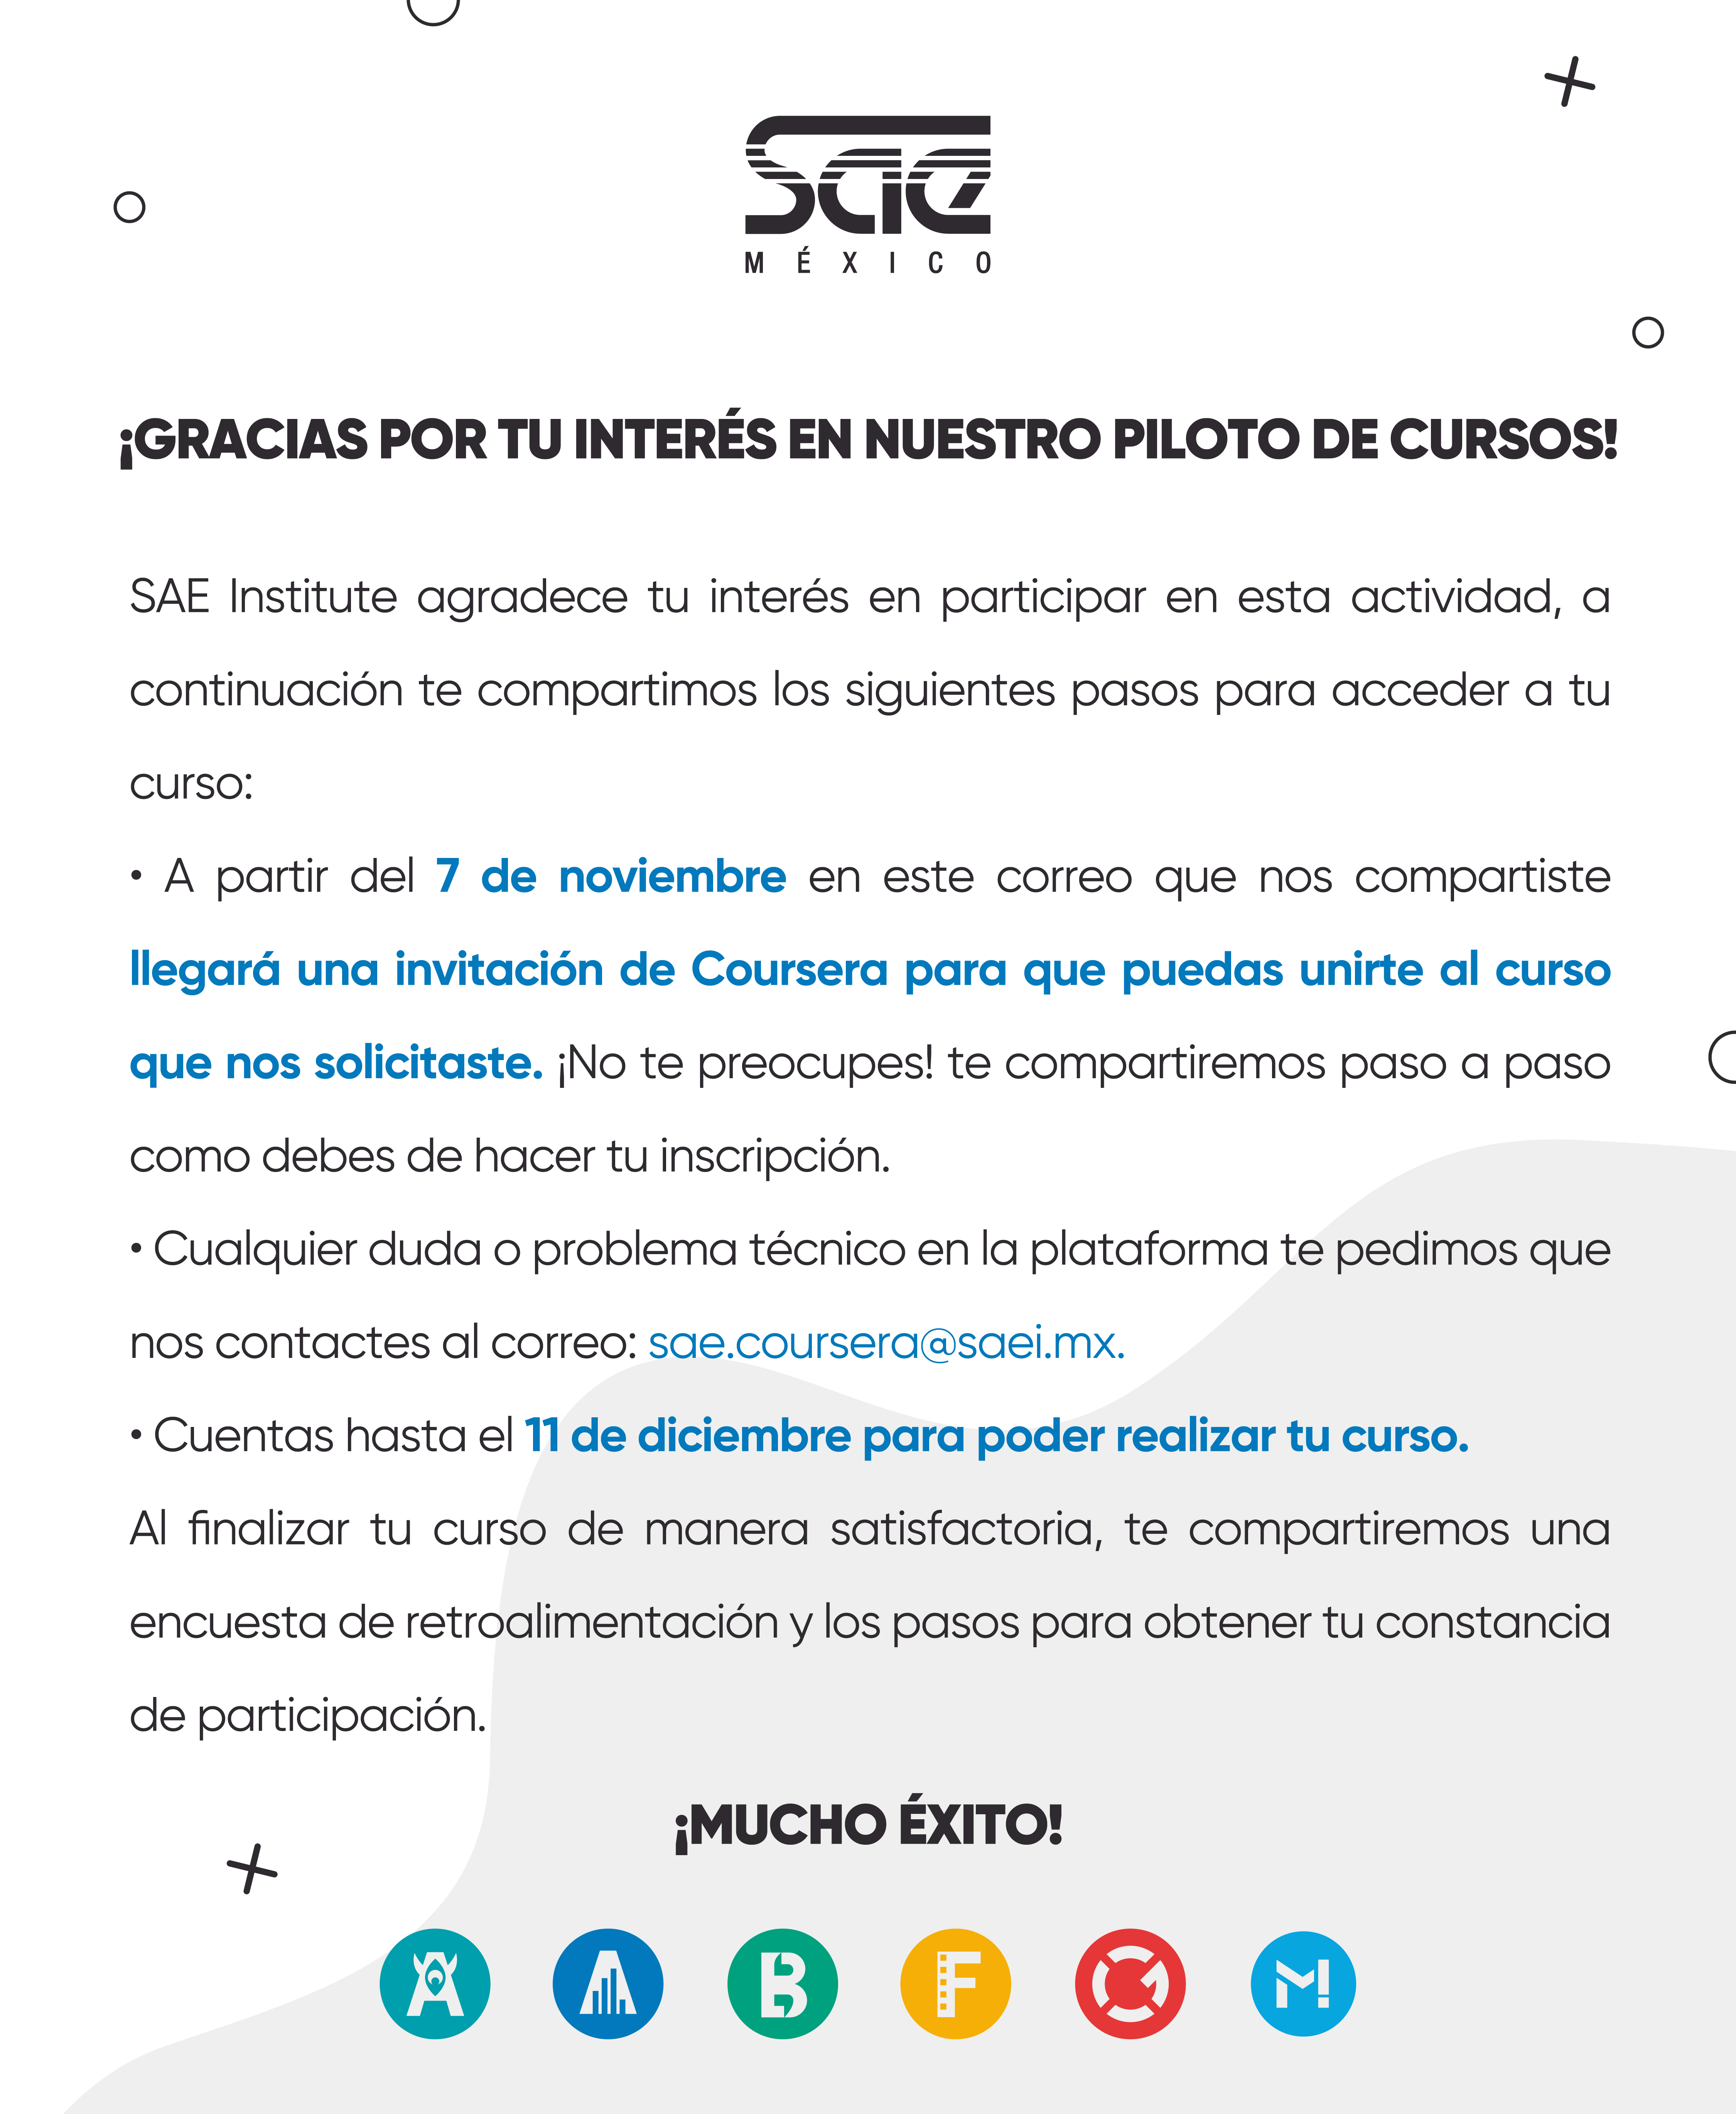 sae
MÉXICO
¡GRACIAS POR TU INTERÉS EN NUESTRO PILOTO DE CURSOS!
SAE Institute agradece tu interés en participar en esta actividad, a
continuación te compartimos los siguientes pasos para acceder a tu
curso:
• A partir del 7 de noviembre en este correo que nos compartiste
llegará una invitación de Coursera para que puedas unirte al curso
que nos solicitaste. ¡No te preocupes! te compartiremos paso a paso
como debes de hacer tu inscripción.
• Cualquier duda o problema técnico en la plataforma te pedimos que
nos contactes al correo: sae.coursera@saei.mx.
• Cuentas hasta el 11 de diciembre para poder realizar tu curso.
Al finalizar tu curso de manera satisfactoria, te compartiremos una
encuesta de retroalimentación y los pasos para obtener tu constancia
de participación.
¡MUCHO ÉXITO!
A A B F G M!